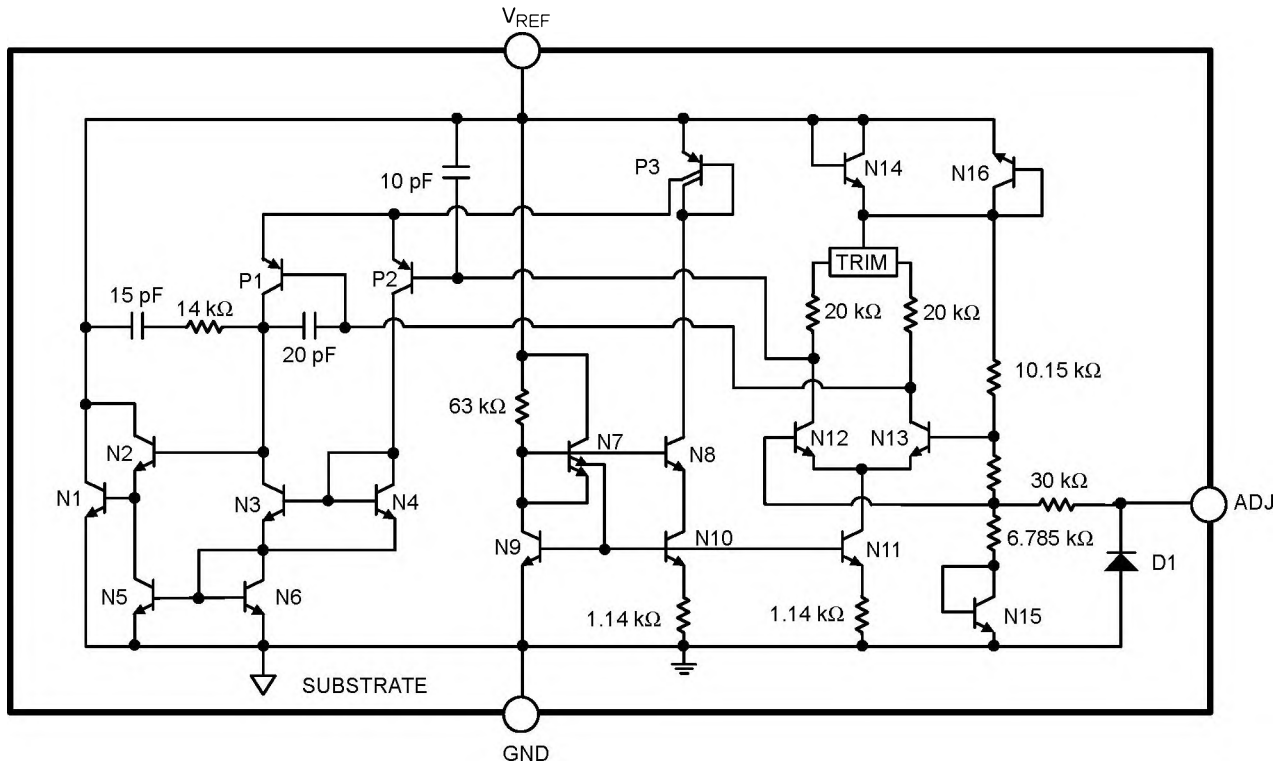 VREF
P3
N14
N16
10 pF
TRIM
P1
P2
15 pF
14 kΩ
20 kΩ
20 kΩ
20 pF
10.15 kΩ
63 kΩ
N7
N12
N13
N2
N8
30 kΩ
N1
N3
N4
ADJ
6.785 kΩ
N9
N10
N11
D1
N5
N6
1.14 kΩ
1.14 kΩ
N15
SUBSTRATE
GND